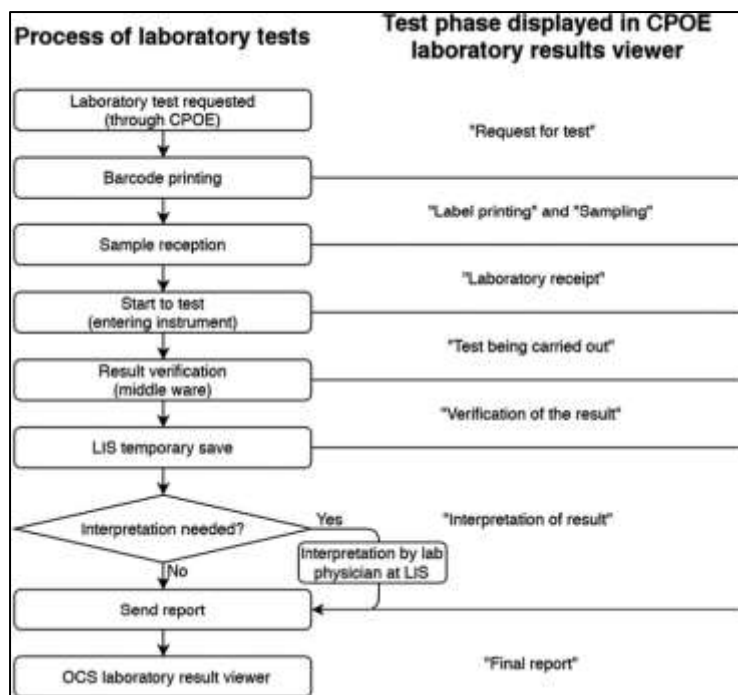 Process of laboratory tests
Test phase displayed in CPOE
laboratory results viewer
Laboratory test requested
(through CPOE)
"Request for test"
Barcode printing
"Label printing" and "Sampling"
Sample reception
"Laboratory receipt"
Start to test
(entering instrument)
"Test being carried out"
Result verification
(middle ware)
"Verification of the result"
LIS temporary save
Interpretation needed?
Yes
"Interpretation of result"
Interpretation by lab
physician at LIS
No
Send report
"Final report"
OCS laboratory result viewer